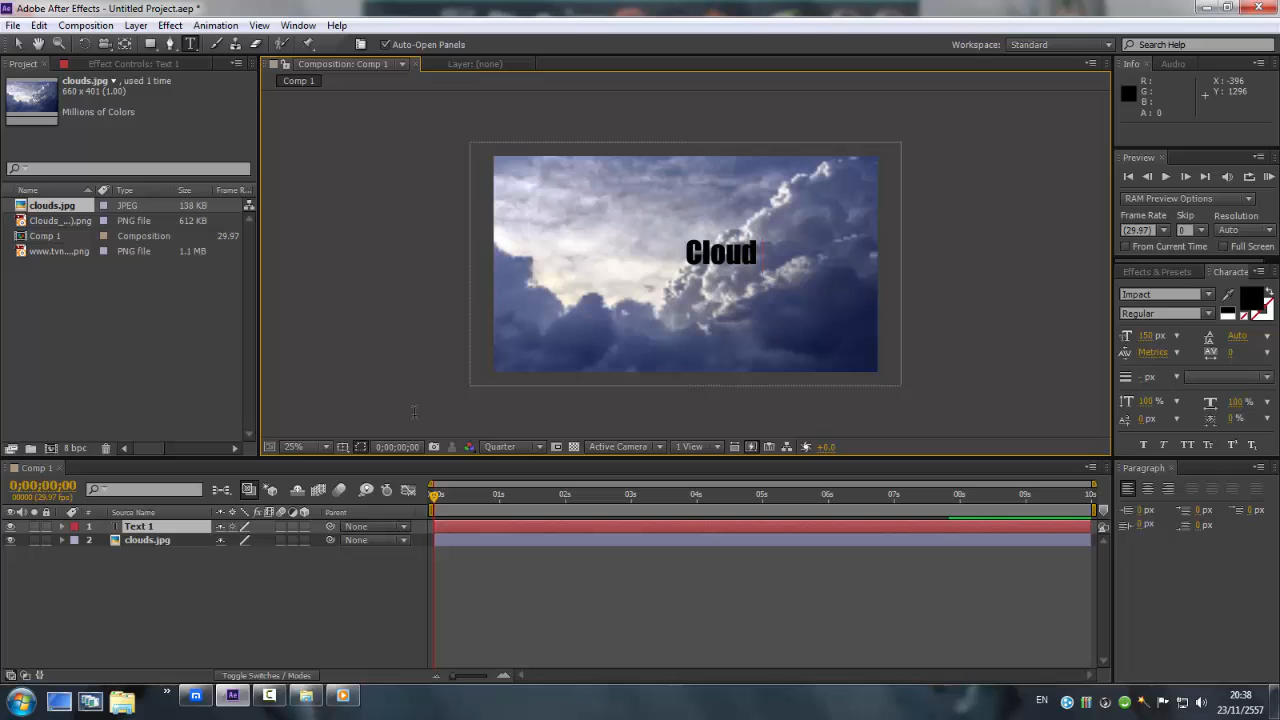 Adobe After Effects - Untitled Project.aep *
File Edit Composition Layer Effect Animation View Window Help
Auto-Open Panels
Workspace: Standard
Search Help
Project
Effect Controls: Text 1
Composition: Comp 1
Layer: (none)
Info
Audio
clouds.jpg ▾, used 1 time
660 x 401 (1.00)
Millions of Colors
Comp 1
R :
G :
B :
A : 0
X : -396
Y : 1296
Preview
RAM Preview Options
Frame Rate Skip Resolution
(29.97) 0 Auto
From Current Time Full Screen
Name Type Size Frame R...
clouds.jpg JPEG 138 KB
Clouds_...).png PNG file 612 KB
Comp 1 Composition 29.97
www.tvn....png PNG file 1.1 MB
Cloud
Effects & Presets
Characte
Impact
Regular
150 px Auto
Metrics 0
- px
100 % 100 %
0 px 0 %
T T TT Tr T¹ T₁
8 bpc
25% 0;00;00;00 Quarter Active Camera 1 View +0.0
Comp 1
0;00;00;00
00000 (29.97 fps)
Paragraph
0 px 0 px 0 px
0 px 0 px
:00s 01s 02s 03s 04s 05s 06s 07s 08s 09s 10s
# Source Name Parent
1 T Text 1 None
2 clouds.jpg None
Toggle Switches / Modes
EN
20:38
23/11/2557